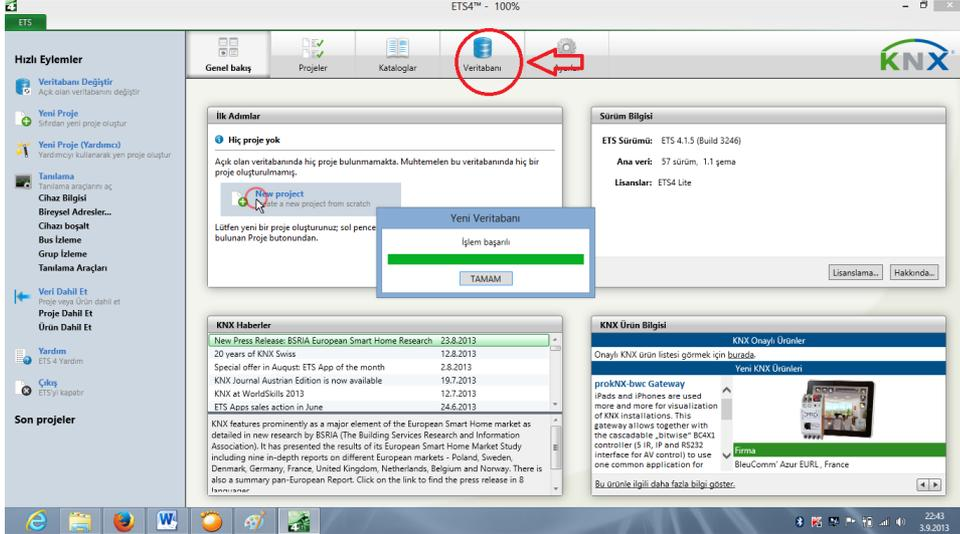 ETS4™ - 100%
ETS
Hızlı Eylemler
Veritabanı Değiştir
Açık olan veritabanını değiştir
Yeni Proje
Sıfırdan yeni proje oluştur
Yeni Proje (Yardımcı)
Yardımcıyı kulanarak yen proje oluştur
Tanılama
Tanılama araçlarını aç
Cihaz Bilgisi
Bireysel Adresler...
Cihazı boşalt
Bus İzleme
Grup İzleme
Tanılama Araçları
Veri Dahil Et
Proje veya Ürün dahil et
Proje Dahil Et
Ürün Dahil Et
Yardım
ETS 4 Yardım
Çıkış
ETS'yi kapatır
Son projeler
Genel bakış
Projeler
Kataloglar
Veritabanı
KNX
İlk Adımlar
Hiç proje yok
Açık olan veritabanında hiç proje bulunmamakta. Muhtemelen bu veritabanında hiç bir
proje oluşturulmamış.
New project
Create a new project from scratch
Lütfen yeni bir proje oluşturunuz; sol pence
bulunan Proje butonundan.
Yeni Veritabanı
İşlem başarılı
TAMAM
Sürüm Bilgisi
ETS Sürümü: ETS 4.1.5 (Build 3246)
Ana veri: 57 sürüm, 1.1 şema
Lisanslar: ETS4 Lite
Lisanslama... Hakkında...
KNX Haberler
New Press Release: BSRIA European Smart Home Research 23.8.2013
20 years of KNX Swiss 12.8.2013
Special offer in August: ETS App of the month 2.8.2013
KNX Journal Austrian Edition is now available 19.7.2013
KNX at WorldSkills 2013 12.7.2013
ETS Apps sales action in June 24.6.2013
KNX features prominently as a major element of the European Smart Home market as
detailed in new research by BSRIA (The Building Services Research and Information
Association). It has presented the results of its European Smart Home Market Study
including nine in-depth reports on different European markets - Poland, Sweden,
Denmark, Germany, France, United Kingdom, Netherlands, Belgium and Norway. There is
also a summary pan-European Report. Click on the link to find the press release in 8
languages
KNX Ürün Bilgisi
KNX Onaylı Ürünler
Onaylı KNX ürün listesi görmek için burada.
Yeni KNX Ürünleri
prokNX-bwc Gateway
iPads and iPhones are used
more and more for visualization
of KNX installations. This
gateway allows together with
the cascadable „bitwise" BC4X1
controller (5 IR, IP and RS232
interface for AV control) to use
one common application for
Firma
BleuComm' Azur EURL , France
Bu ürünle ilgili daha fazla bilgi göster.
22:43
3.9.2013